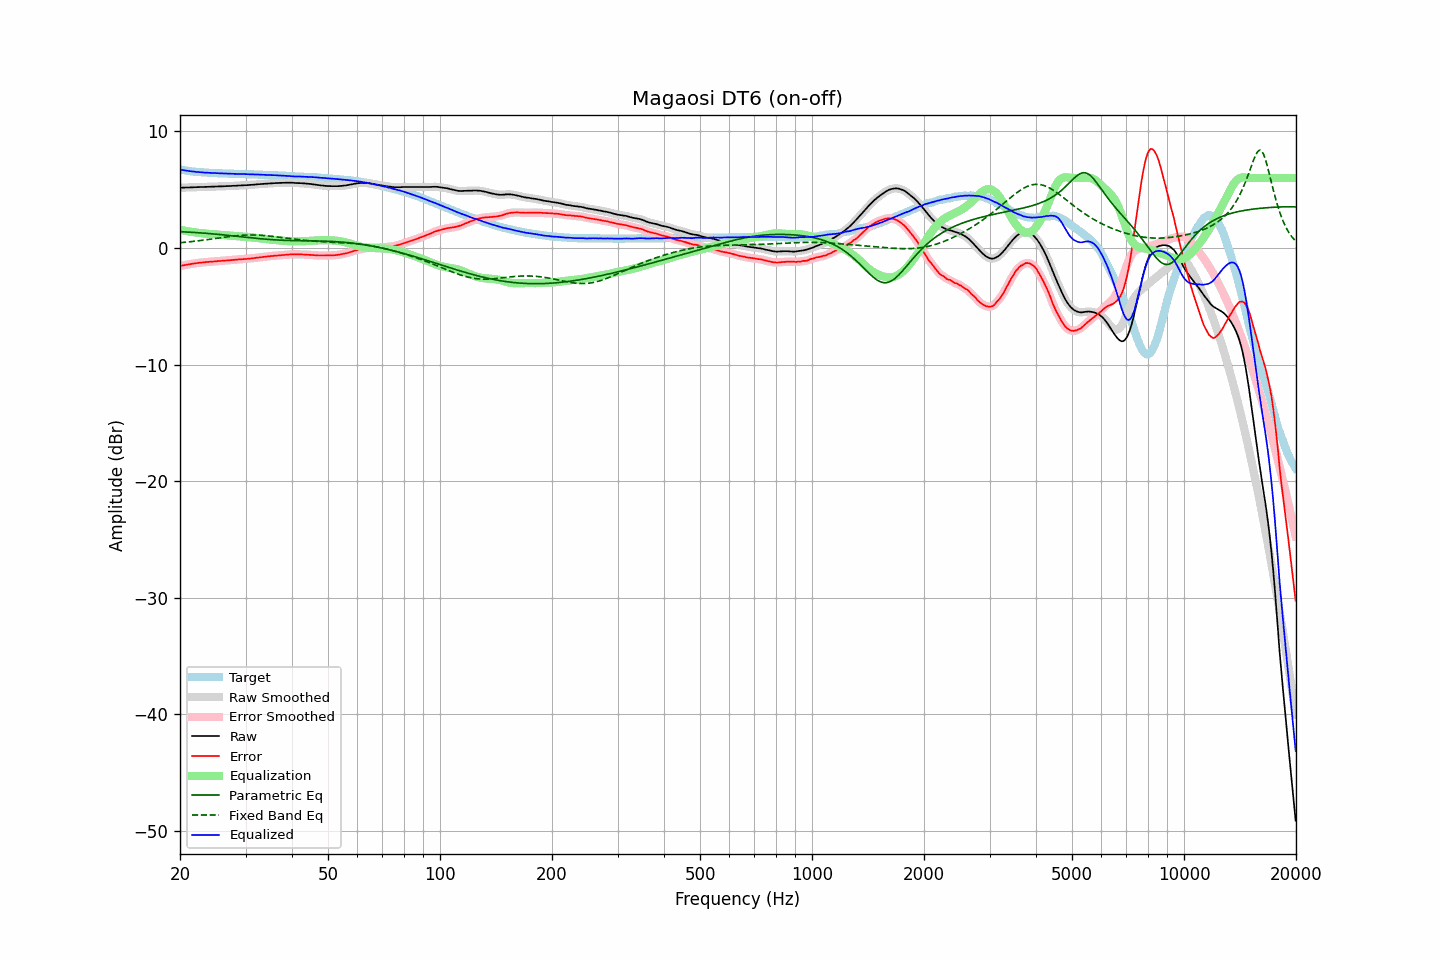 Magaosi DT6 (on-off)
Amplitude (dBr)
10
0
−10
−20
−30
−40
−50
Target
Raw Smoothed
Error Smoothed
Raw
Error
Equalization
Parametric Eq
Fixed Band Eq
Equalized
20 50 100 200 500 1000 2000 5000 10000 20000
Frequency (Hz)